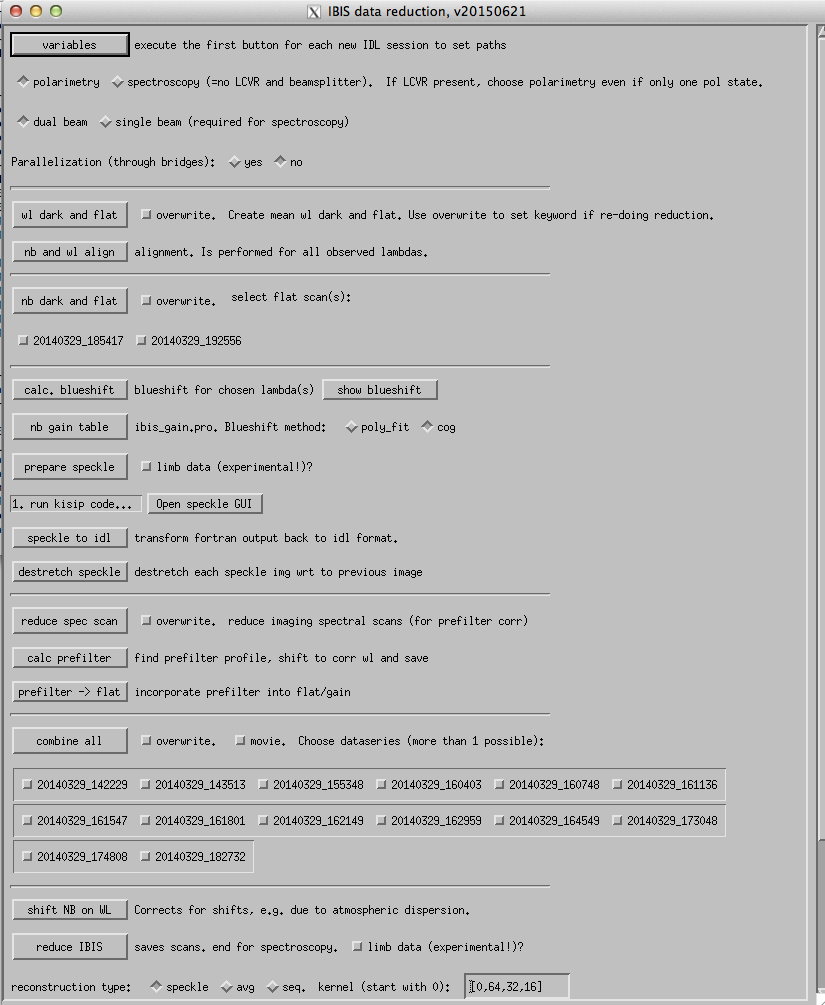 X IBIS data reduction, v20150621
variables execute the first button for each new IDL session to set paths
polarimetry spectroscopy (=no LCVR and beamsplitter). If LCVR present, choose polarimetry even if only one pol state.
dual beam single beam (required for spectroscopy)
Parallelization (through bridges): yes no
wl dark and flat overwrite. Create mean wl dark and flat. Use overwrite to set keyword if re-doing reduction.
nb and wl align alignment. Is performed for all observed lambdas.
nb dark and flat overwrite. select flat scan(s):
20140329_185417 20140329_192556
calc. blueshift blueshift for chosen lambda(s) show blueshift
nb gain table ibis_gain.pro. Blueshift method: poly_fit cog
prepare speckle limb data (experimental!)?
1. run kisip code... Open speckle GUI
speckle to idl transform fortran output back to idl format.
destretch speckle destretch each speckle img wrt to previous image
reduce spec scan overwrite. reduce imaging spectral scans (for prefilter corr)
calc prefilter find prefilter profile, shift to corr wl and save
prefilter -> flat incorporate prefilter into flat/gain
combine all overwrite. movie. Choose dataseries (more than 1 possible):
20140329_142229 20140329_143513 20140329_155348 20140329_160403 20140329_160748 20140329_161136
20140329_161547 20140329_161801 20140329_162149 20140329_162959 20140329_164549 20140329_173048
20140329_174808 20140329_182732
shift NB on WL Corrects for shifts, e.g. due to atmospheric dispersion.
reduce IBIS saves scans. end for spectroscopy. limb data (experimental!)?
reconstruction type: speckle avg seq. kernel (start with 0): [0,64,32,16]